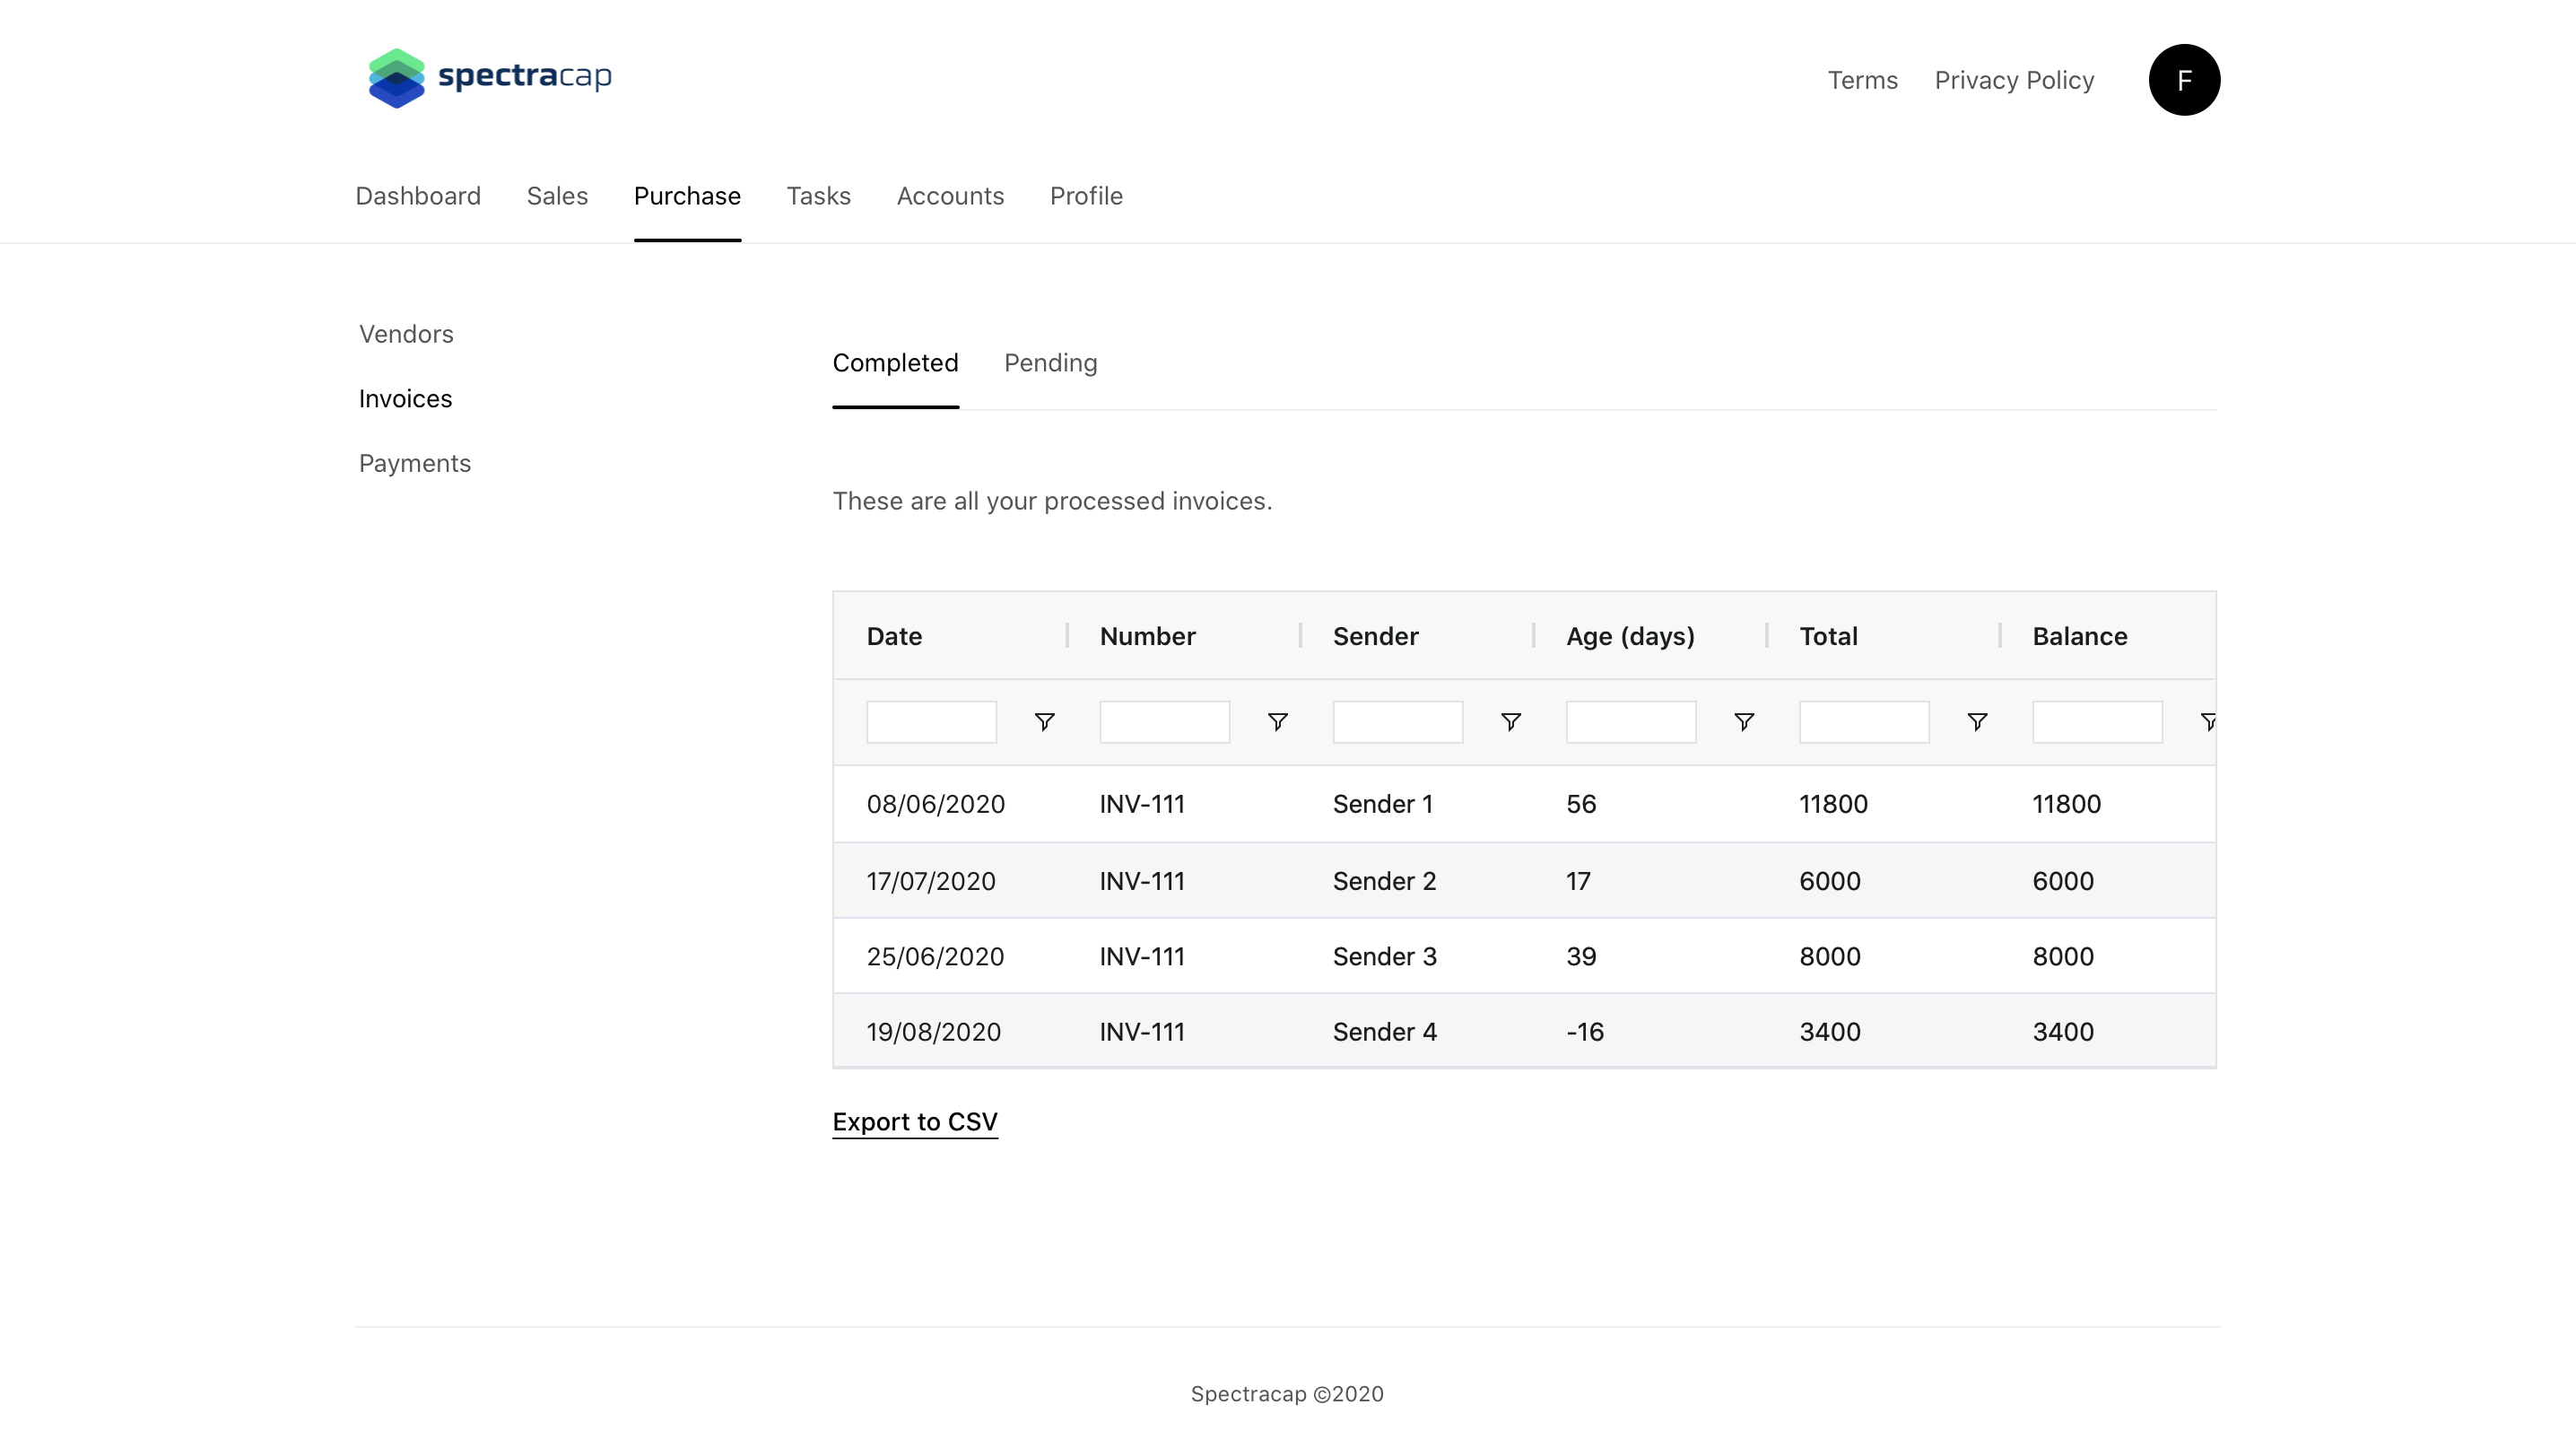 spectracap
Terms Privacy Policy F
Dashboard Sales Purchase Tasks Accounts Profile
Vendors
Invoices
Payments
Completed Pending
These are all your processed invoices.
Date Number Sender Age (days) Total Balance
08/06/2020 INV-111 Sender 1 56 11800 11800
17/07/2020 INV-111 Sender 2 17 6000 6000
25/06/2020 INV-111 Sender 3 39 8000 8000
19/08/2020 INV-111 Sender 4 -16 3400 3400
Export to CSV
Spectracap ©2020